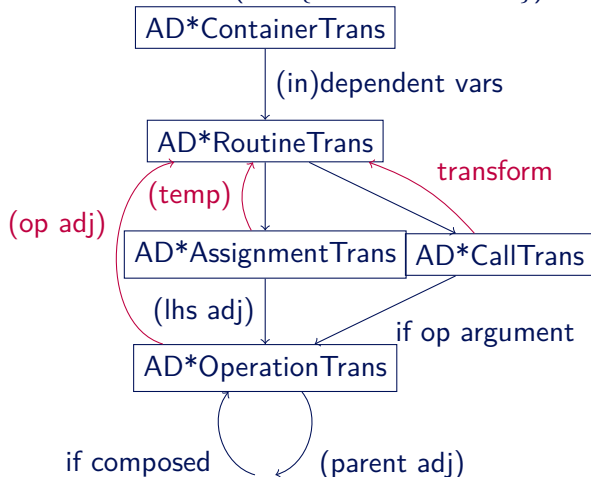 AD*ContainerTrans
(in)dependent vars
AD*RoutineTrans
transform
(temp)
(op adj)
AD*AssignmentTrans
AD*CallTrans
(lhs adj)
if op argument
AD*OperationTrans
if composed
(parent adj)